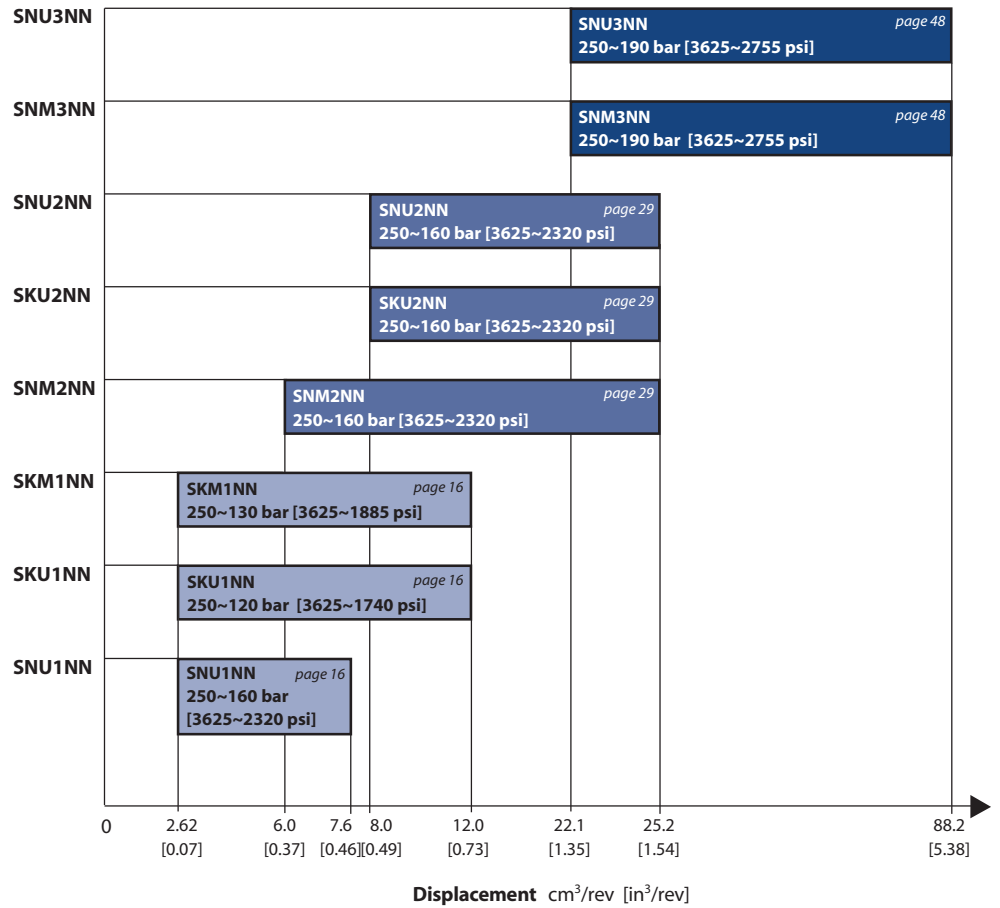 SNU3NN
SNU3NN page 48
250~190 bar [3625~2755 psi]
SNM3NN
SNM3NN page 48
250~190 bar [3625~2755 psi]
SNU2NN
SNU2NN page 29
250~160 bar [3625~2320 psi]
SKU2NN
SKU2NN page 29
250~160 bar [3625~2320 psi]
SNM2NN
SNM2NN page 29
250~160 bar [3625~2320 psi]
SKM1NN
SKM1NN page 16
250~130 bar [3625~1885 psi]
SKU1NN
SKU1NN page 16
250~120 bar [3625~1740 psi]
SNU1NN
SNU1NN page 16
250~160 bar
[3625~2320 psi]
0 2.62 6.0 7.6 8.0 12.0 22.1 25.2 88.2
[0.07] [0.37] [0.46] [0.49] [0.73] [1.35] [1.54] [5.38]
Displacement cm³/rev [in³/rev]